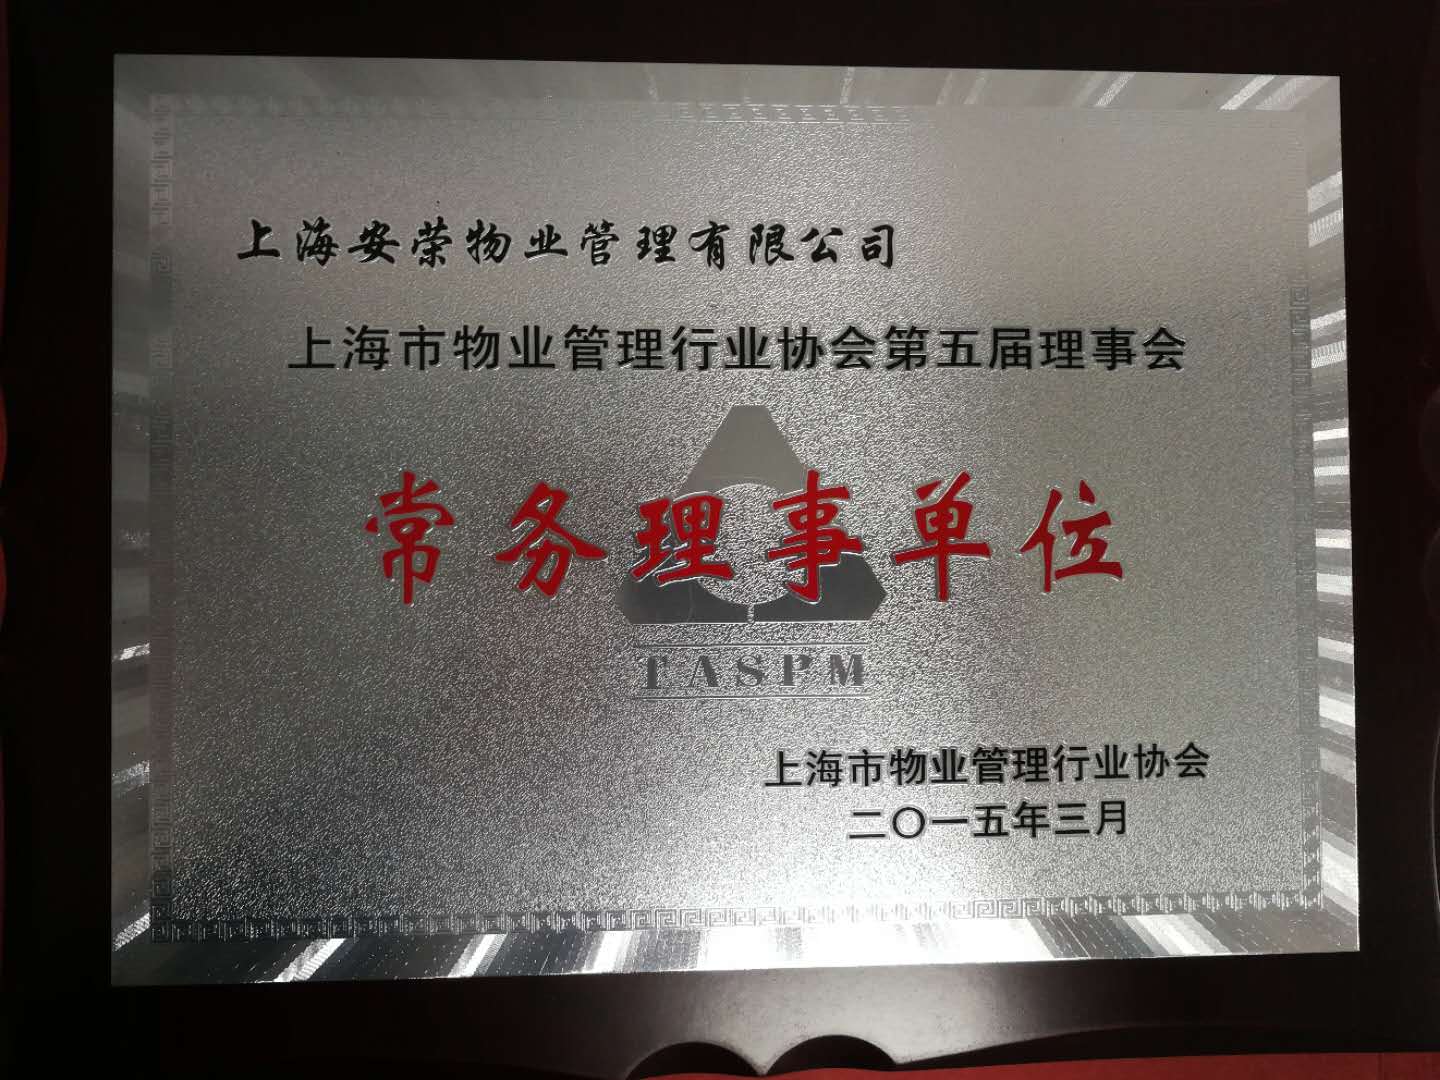 上海安荣物业管理有限公司
上海市物业管理行业协会第五届理事会
常务理事单位
TASPM
上海市物业管理行业协会
二〇一五年三月